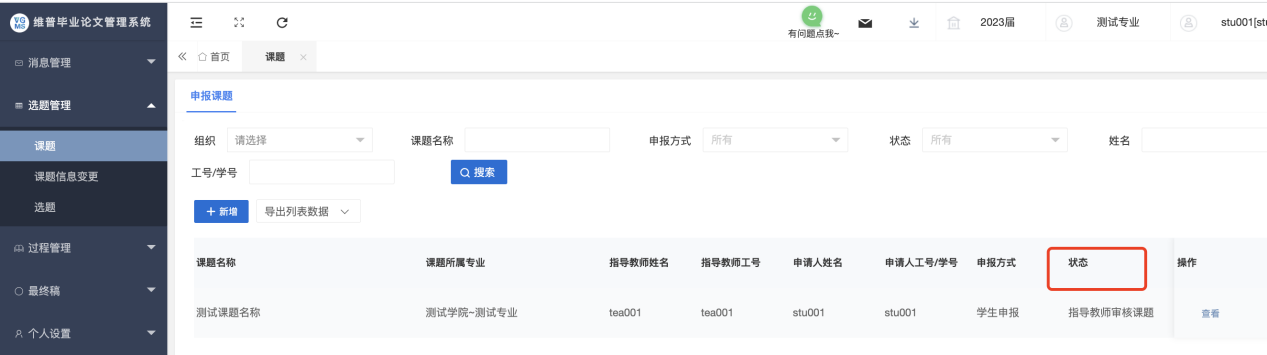 VG MS 维普毕业论文管理系统
有问题点我~
2023届
测试专业
stu001[stu
消息管理
首页
课题
选题管理
申报课题
组织 请选择
课题名称
申报方式 所有
状态 所有
姓名
课题
工号/学号
搜索
课题信息变更
选题
新增
导出列表数据
过程管理
课题名称 课题所属专业 指导教师姓名 指导教师工号 申请人姓名 申请人工号/学号 申报方式 状态 操作
最终稿
测试课题名称 测试学院~测试专业 tea001 tea001 stu001 stu001 学生申报 指导教师审核课题 查看
个人设置